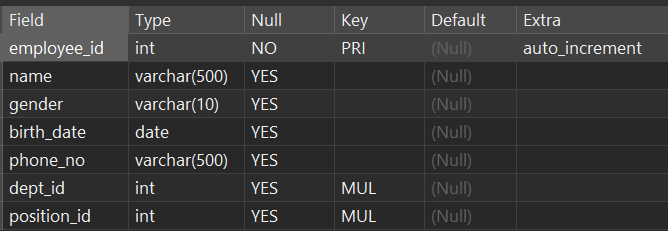 Field Type Null Key Default Extra
employee_id int NO PRI (Null) auto_increment
name varchar(500) YES (Null)
gender varchar(10) YES (Null)
birth_date date YES (Null)
phone_no varchar(500) YES (Null)
dept_id int YES MUL (Null)
position_id int YES MUL (Null)